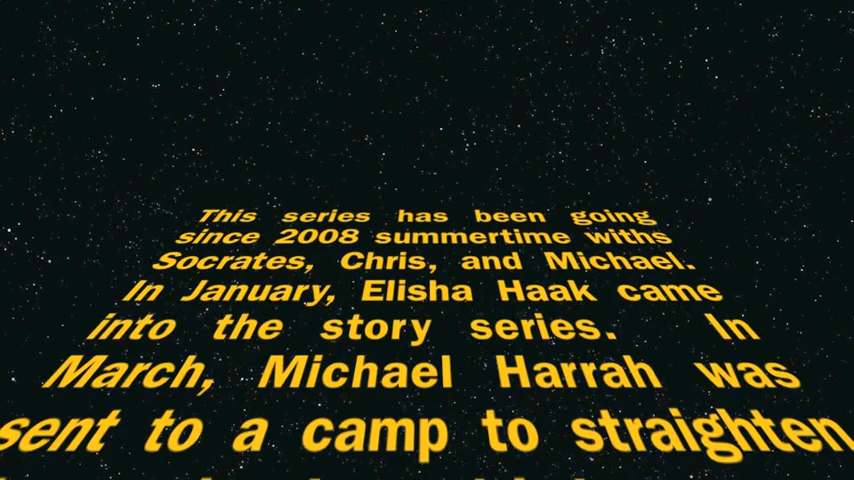 This series has been going
since 2008 summertime withs
Socrates, Chris, and Michael.
In January, Elisha Haak came
into the story series. In
March, Michael Harrah was
sent to a camp to straighten